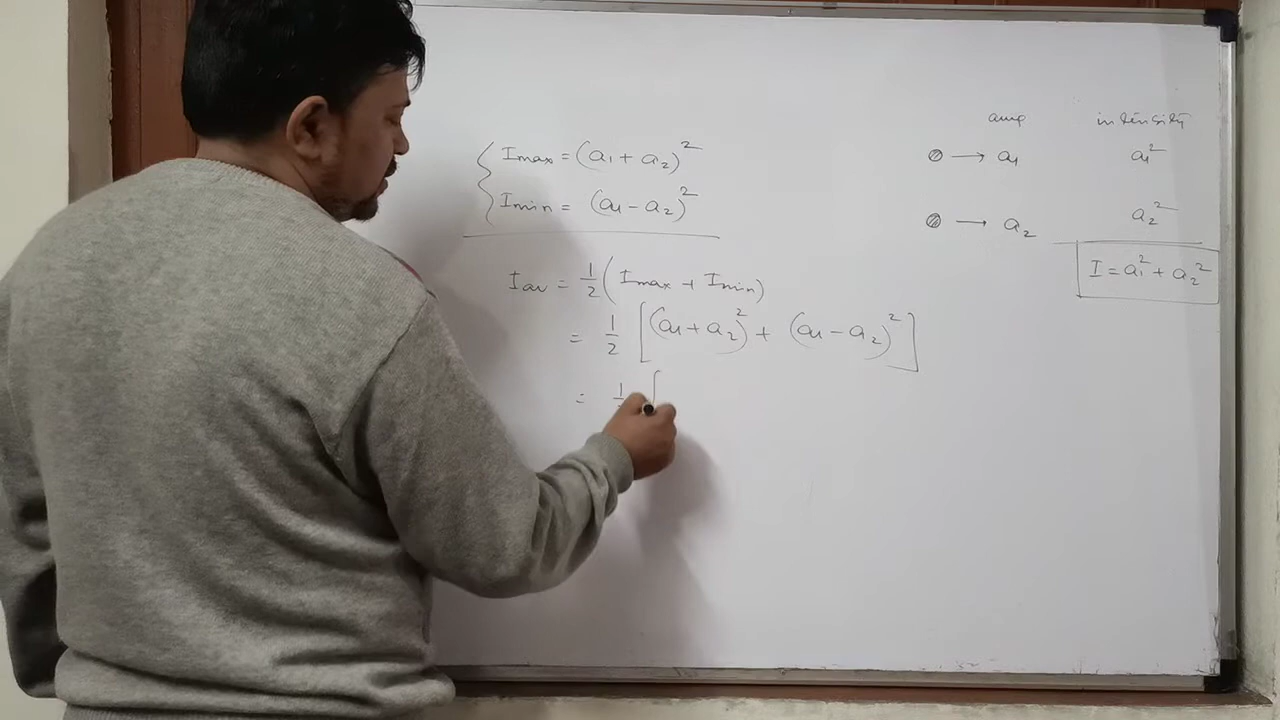 amp intensity
Imax = (a₁ + a₂)² → a₁ a₁²
Imin = (a₁ - a₂)² → a₂ a₂²
I = a₁² + a₂²
Iav = 1/2 (Imax + Imin)
= 1/2 [(a₁ + a₂)² + (a₁ - a₂)²]
= 1/ [